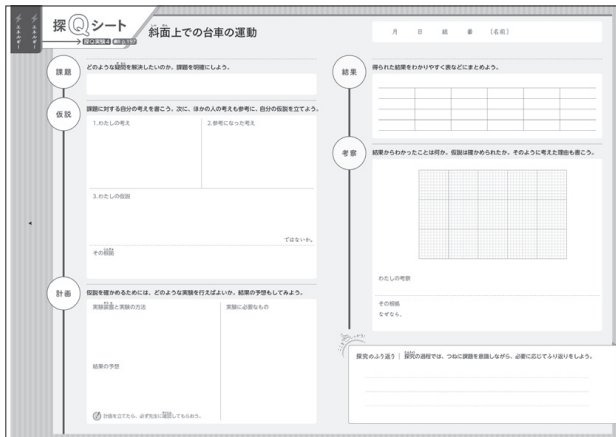 エネルギー
エネルギー
探Qシート
斜面上での台車の運動
月 日 組 番 (名前)
課題
どのような疑問を解決したいのか、課題を明確にしよう。
仮説
課題に対する自分の考えを書こう。次に、ほかの人の考えも参考に、自分の仮説を立てよう。
1.わたしの考え
2.参考になった考え
3.わたしの仮説
ではないか。
その根拠
計画
仮説を確かめるためには、どのような実験を行えばよいか。結果の予想もしてみよう。
実験装置と実験の方法
実験に必要なもの
結果の予想
計画を立てたら、必ず先生に確認してもらおう。
結果
得られた結果をわかりやすく表などにまとめよう。
考察
結果からわかったことは何か。仮説は確かめられたか。そのように考えた理由も書こう。
わたしの考察
その根拠
なぜなら、
探究のふり返り | 探究の過程では、つねに課題を意識しながら、必要に応じてふり返りをしよう。